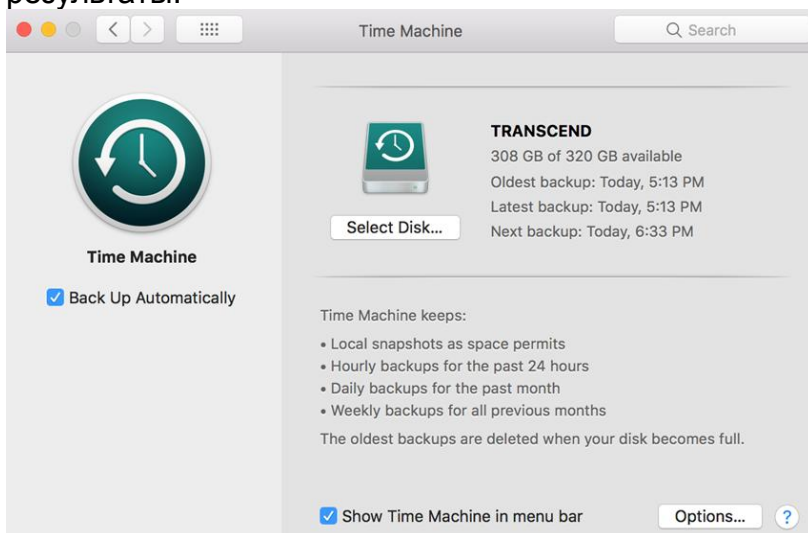 результаты.
Time Machine
Search
TRANSCEND
308 GB of 320 GB available
Oldest backup: Today, 5:13 PM
Latest backup: Today, 5:13 PM
Next backup: Today, 6:33 PM
Select Disk...
Time Machine
Back Up Automatically
Time Machine keeps:
• Local snapshots as space permits
• Hourly backups for the past 24 hours
• Daily backups for the past month
• Weekly backups for all previous months
The oldest backups are deleted when your disk becomes full.
Show Time Machine in menu bar
Options...
?